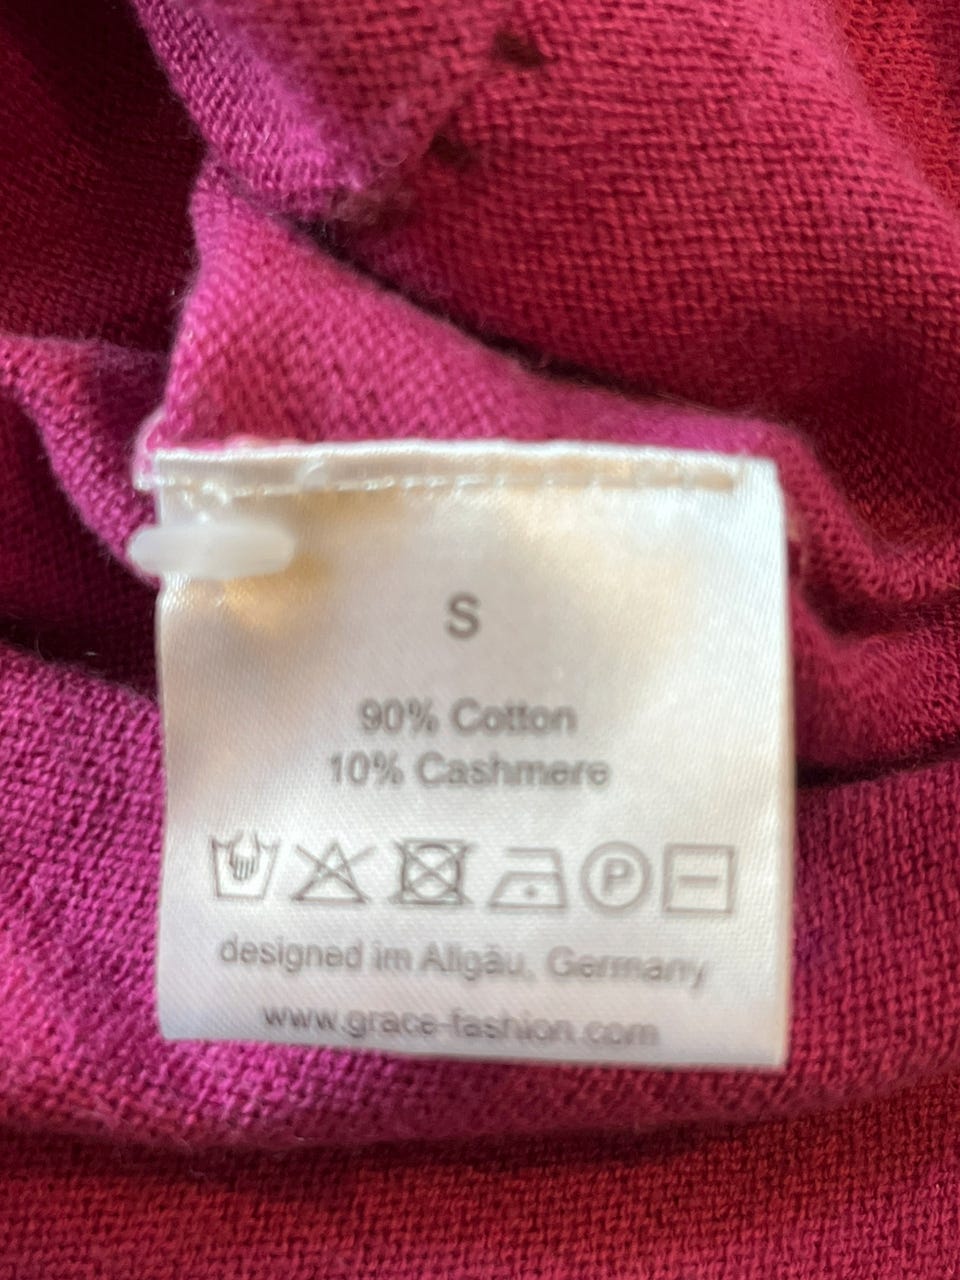 S
90% Cotton
10% Cashmere
P
designed im Allgäu, Germany
www.grace-fashion.com